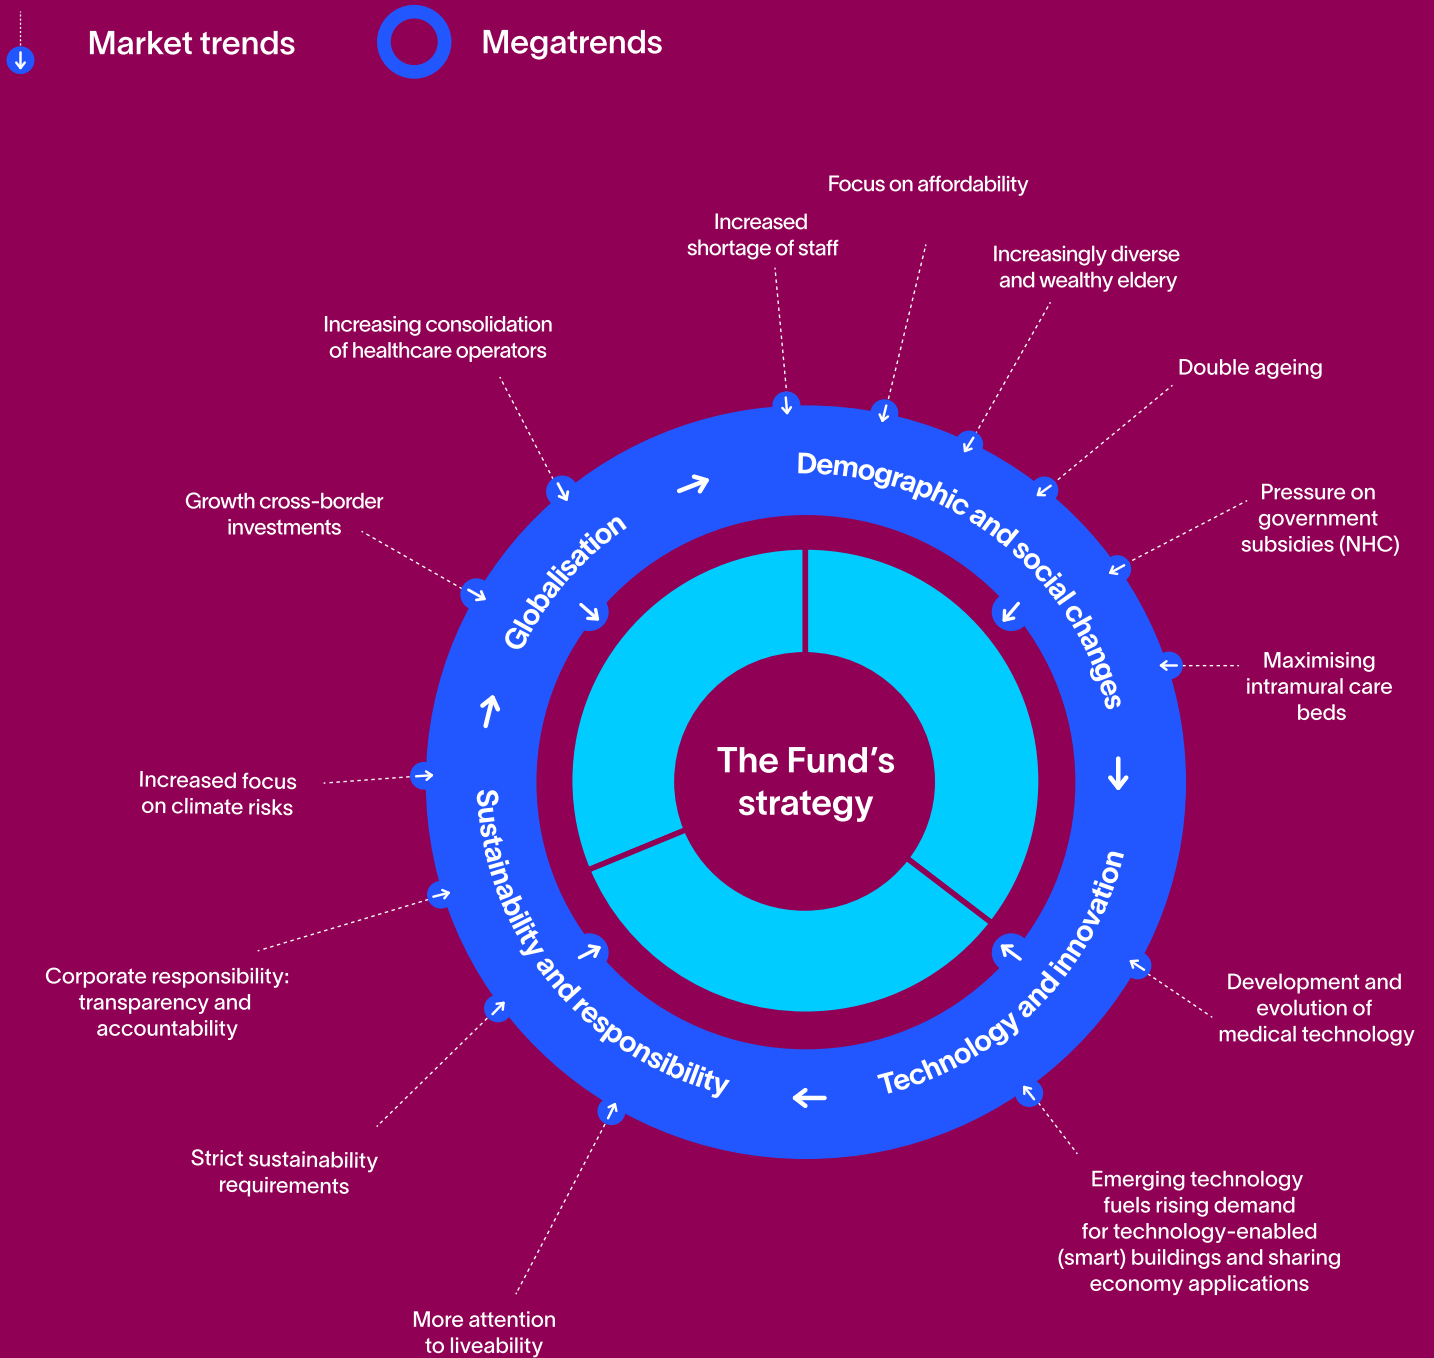 Market trends
Megatrends
Focus on affordability
Increased
shortage of staff
Increasingly diverse
and wealthy eldery
Increasing consolidation
of healthcare operators
Double ageing
Growth cross-border
investments
Pressure on
government
subsidies (NHC)
Globalisation
Demographic and social changes
Maximising
intramural care
beds
The Fund's
strategy
Increased focus
on climate risks
Sustainability and responsibility
Technology and innovation
Corporate responsibility:
transparency and
accountability
Development and
evolution of
medical technology
Strict sustainability
requirements
Emerging technology
fuels rising demand
for technology-enabled
(smart) buildings and sharing
economy applications
More attention
to liveability